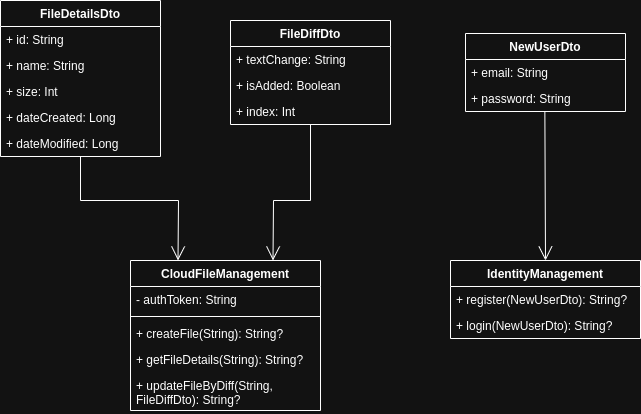 FileDetailsDto
+ id: String
+ name: String
+ size: Int
+ dateCreated: Long
+ dateModified: Long
FileDiffDto
+ textChange: String
+ isAdded: Boolean
+ index: Int
NewUserDto
+ email: String
+ password: String
CloudFileManagement
- authToken: String
+ createFile(String): String?
+ getFileDetails(String): String?
+ updateFileByDiff(String,
FileDiffDto): String?
IdentityManagement
+ register(NewUserDto): String?
+ login(NewUserDto): String?